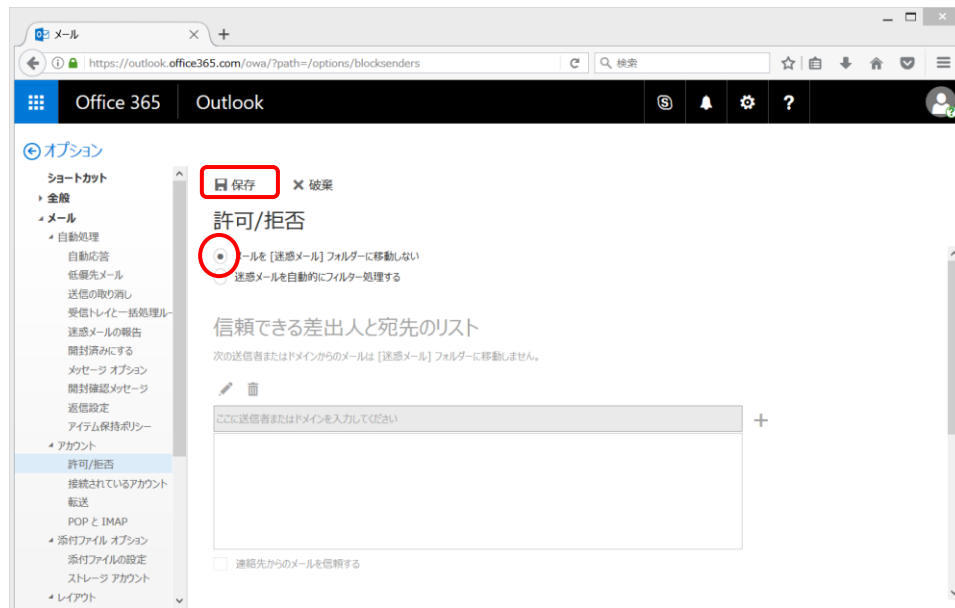 メール
https://outlook.office365.com/owa/?path=/options/blocksenders
検索
Office 365
Outlook
オプション
ショートカット
全般
メール
自動処理
自動応答
低優先メール
送信の取り消し
受信トレイと一括処理ルー
迷惑メールの報告
開封済みにする
メッセージ オプション
開封確認メッセージ
返信設定
アイテム保持ポリシー
アカウント
許可/拒否
接続されているアカウント
転送
POP と IMAP
添付ファイル オプション
添付ファイルの設定
ストレージ アカウント
レイアウト
保存
破棄
許可/拒否
メールを [迷惑メール] フォルダーに移動しない
迷惑メールを自動的にフィルター処理する
信頼できる差出人と宛先のリスト
次の送信者またはドメインからのメールは [迷惑メール] フォルダーに移動しません。
ここに送信者またはドメインを入力してください
連絡先からのメールを信頼する